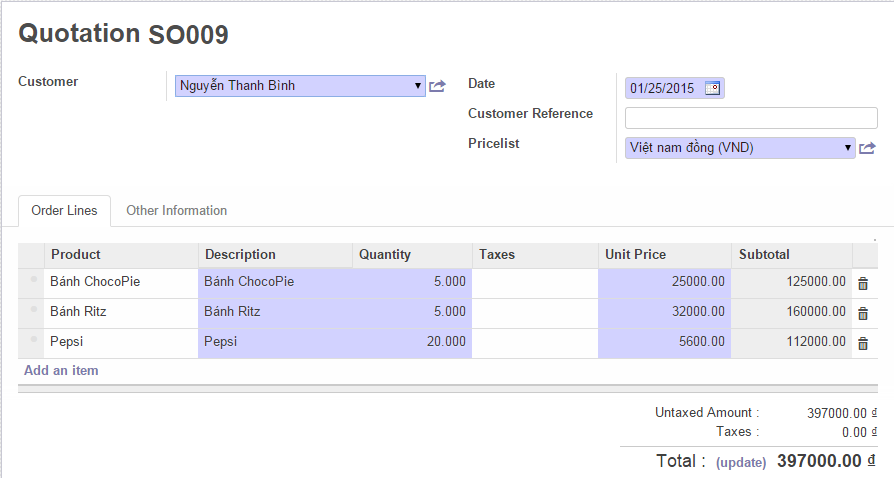 Quotation SO009
Customer
Nguyễn Thanh Bình
Date
01/25/2015
Customer Reference
Pricelist
Việt nam đồng (VND)
Order Lines
Other Information
Product Description Quantity Taxes Unit Price Subtotal
Bánh ChocoPie Bánh ChocoPie 5.000 25000.00 125000.00
Bánh Ritz Bánh Ritz 5.000 32000.00 160000.00
Pepsi Pepsi 20.000 5600.00 112000.00
Add an item
Untaxed Amount : 397000.00 ₫
Taxes : 0.00 ₫
Total : (update) 397000.00 ₫